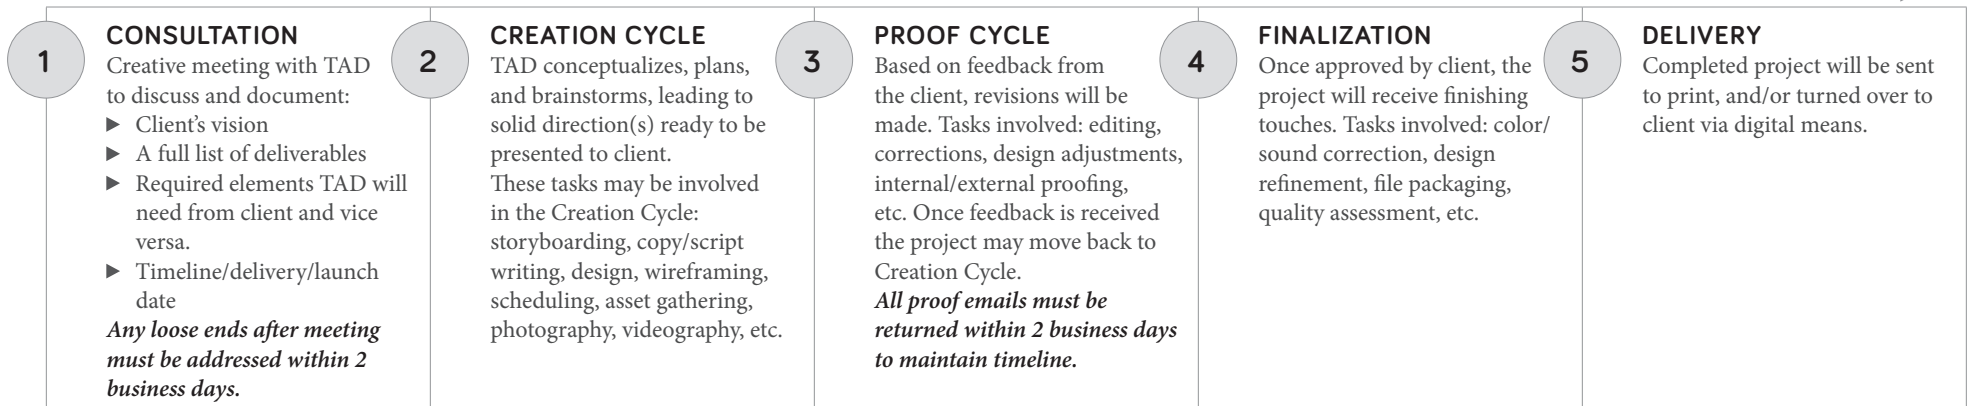 1
CONSULTATION
Creative meeting with TAD
to discuss and document:
► Client’s vision
► A full list of deliverables
► Required elements TAD will
need from client and vice
versa.
► Timeline/delivery/launch
date
Any loose ends after meeting
must be addressed within 2
business days.
2
CREATION CYCLE
TAD conceptualizes, plans,
and brainstorms, leading to
solid direction(s) ready to be
presented to client.
These tasks may be involved
in the Creation Cycle:
storyboarding, copy/script
writing, design, wireframing,
scheduling, asset gathering,
photography, videography, etc.
3
PROOF CYCLE
Based on feedback from
the client, revisions will be
made. Tasks involved: editing,
corrections, design adjustments,
internal/external proofing,
etc. Once feedback is received
the project may move back to
Creation Cycle.
All proof emails must be
returned within 2 business days
to maintain timeline.
4
FINALIZATION
Once approved by client, the
project will receive finishing
touches. Tasks involved: color/
sound correction, design
refinement, file packaging,
quality assessment, etc.
5
DELIVERY
Completed project will be sent
to print, and/or turned over to
client via digital means.